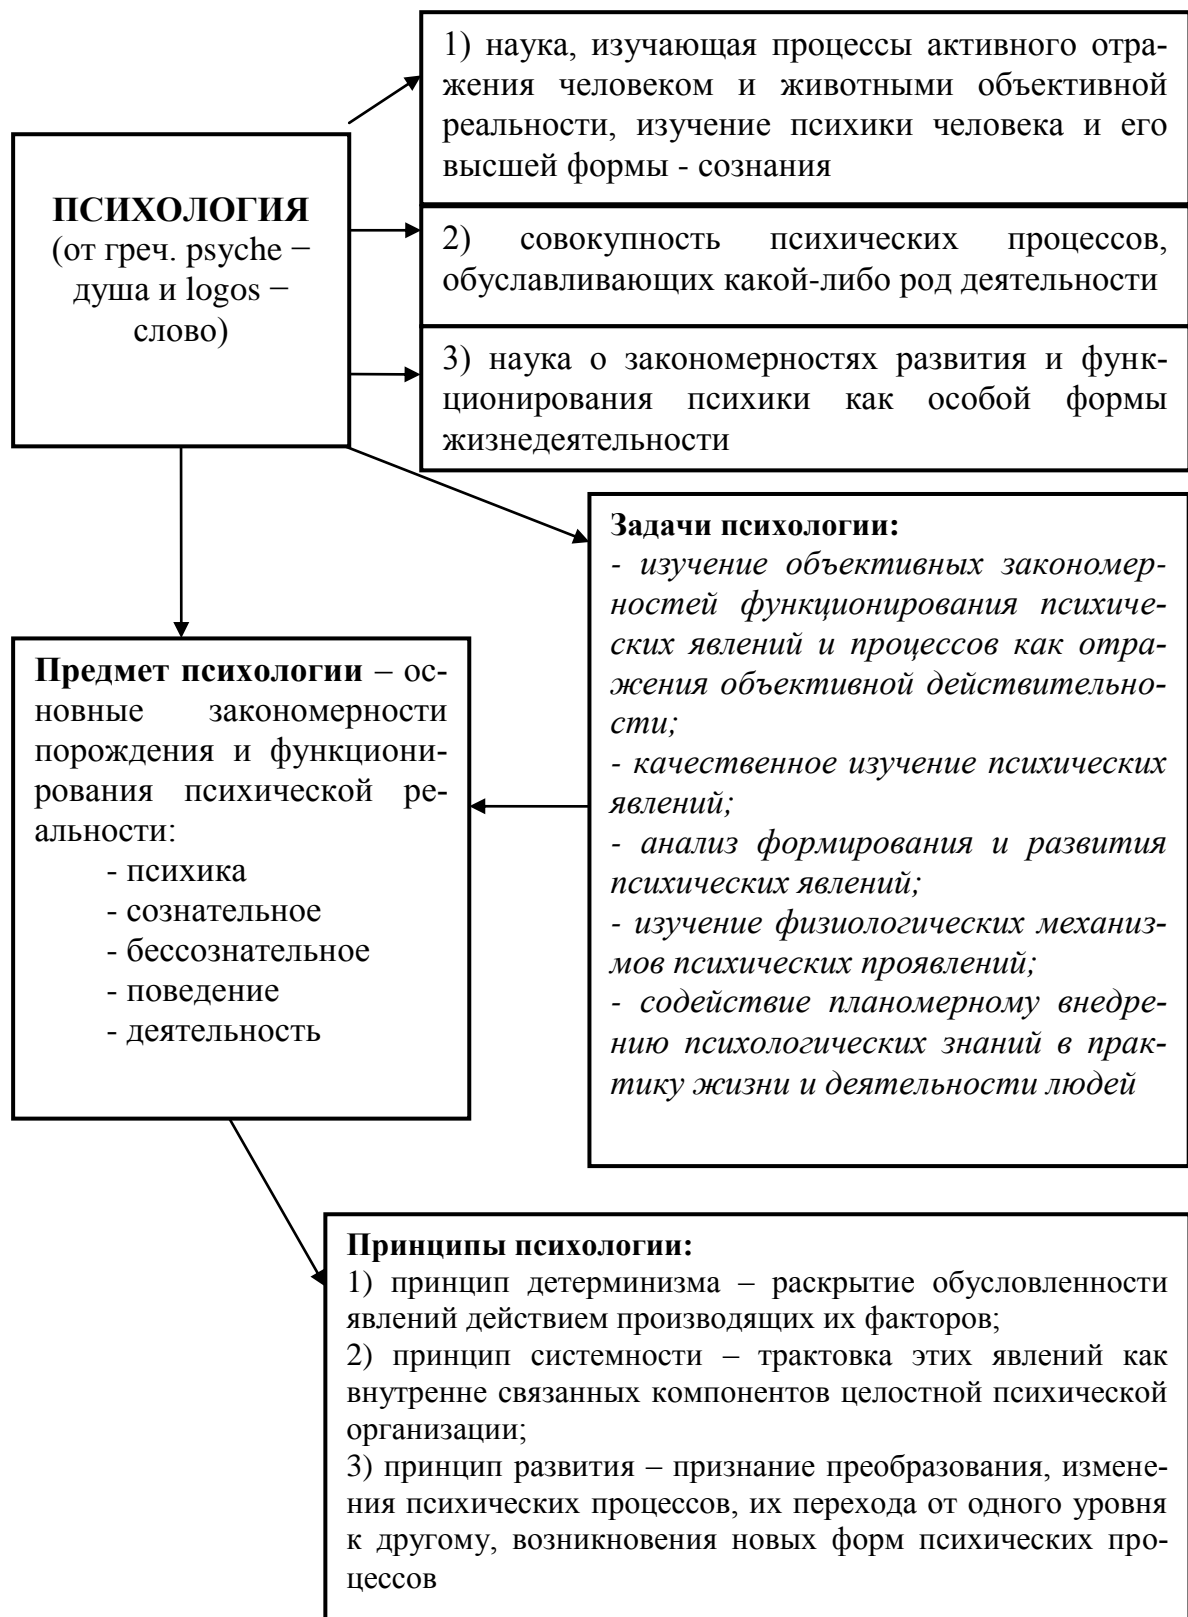 1) наука, изучающая процессы активного отра-
жения человеком и животными объективной
реальности, изучение психики человека и его
высшей формы - сознания
ПСИХОЛОГИЯ
(от греч. psyche −
душа и logos −
слово)
2) совокупность психических процессов,
обуславливающих какой-либо род деятельности
3) наука о закономерностях развития и функ-
ционирования психики как особой формы
жизнедеятельности
Задачи психологии:
- изучение объективных закономер-
ностей функционирования психиче-
ских явлений и процессов как отра-
жения объективной действительно-
сти;
- качественное изучение психических
явлений;
- анализ формирования и развития
психических явлений;
- изучение физиологических механиз-
мов психических проявлений;
- содействие планомерному внедре-
нию психологических знаний в прак-
тику жизни и деятельности людей
Предмет психологии – ос-
новные закономерности
порождения и функциони-
рования психической ре-
альности:
- психика
- сознательное
- бессознательное
- поведение
- деятельность
Принципы психологии:
1) принцип детерминизма – раскрытие обусловленности
явлений действием производящих их факторов;
2) принцип системности – трактовка этих явлений как
внутренне связанных компонентов целостной психической
организации;
3) принцип развития – признание преобразования, измене-
ния психических процессов, их перехода от одного уровня
к другому, возникновения новых форм психических про-
цессов